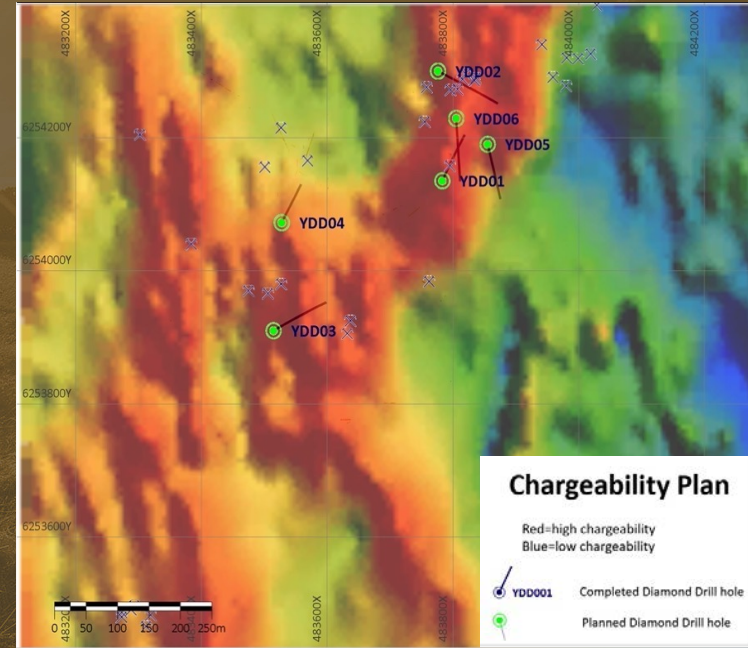 483200X
483400X
483600X
483800X
484000X
484200X
YDD02
YDD06
6254200Y
YDD05
YDD01
YDD04
6254000Y
YDD03
6253800Y
Chargeability Plan
Red=high chargeability
Blue=low chargeability
6253600Y
YDD001 Completed Diamond Drill hole
Planned Diamond Drill hole
483600X
483800X
0 50 100 150 200 250m